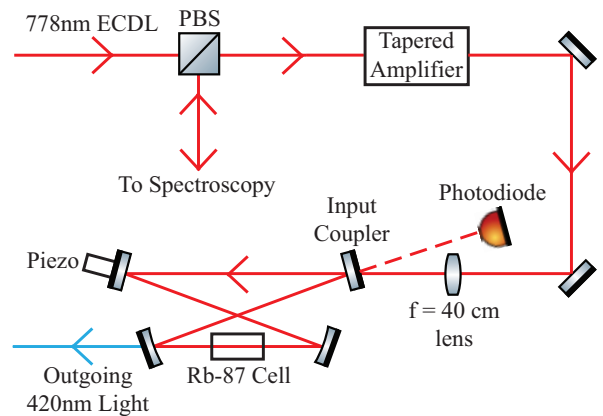 778nm ECDL
PBS
Tapered
Amplifier
To Spectroscopy
Input
Coupler
Photodiode
Piezo
f = 40 cm
lens
Rb-87 Cell
Outgoing
420nm Light